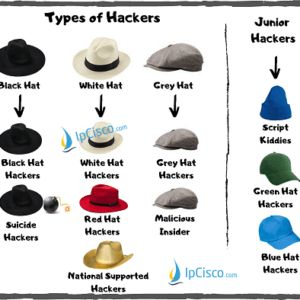 Types of Hackers
Junior
Hackers
Black Hat
White Hat
Grey Hat
IpCisco.com
Black Hat
Hackers
White Hat
Hackers
Grey Hat
Hackers
Suicide
Hackers
Red Hat
Hackers
Malicious
Insider
National Supported
Hackers
IpCisco.com
Script
Kiddies
Green Hat
Hackers
Blue Hat
Hackers